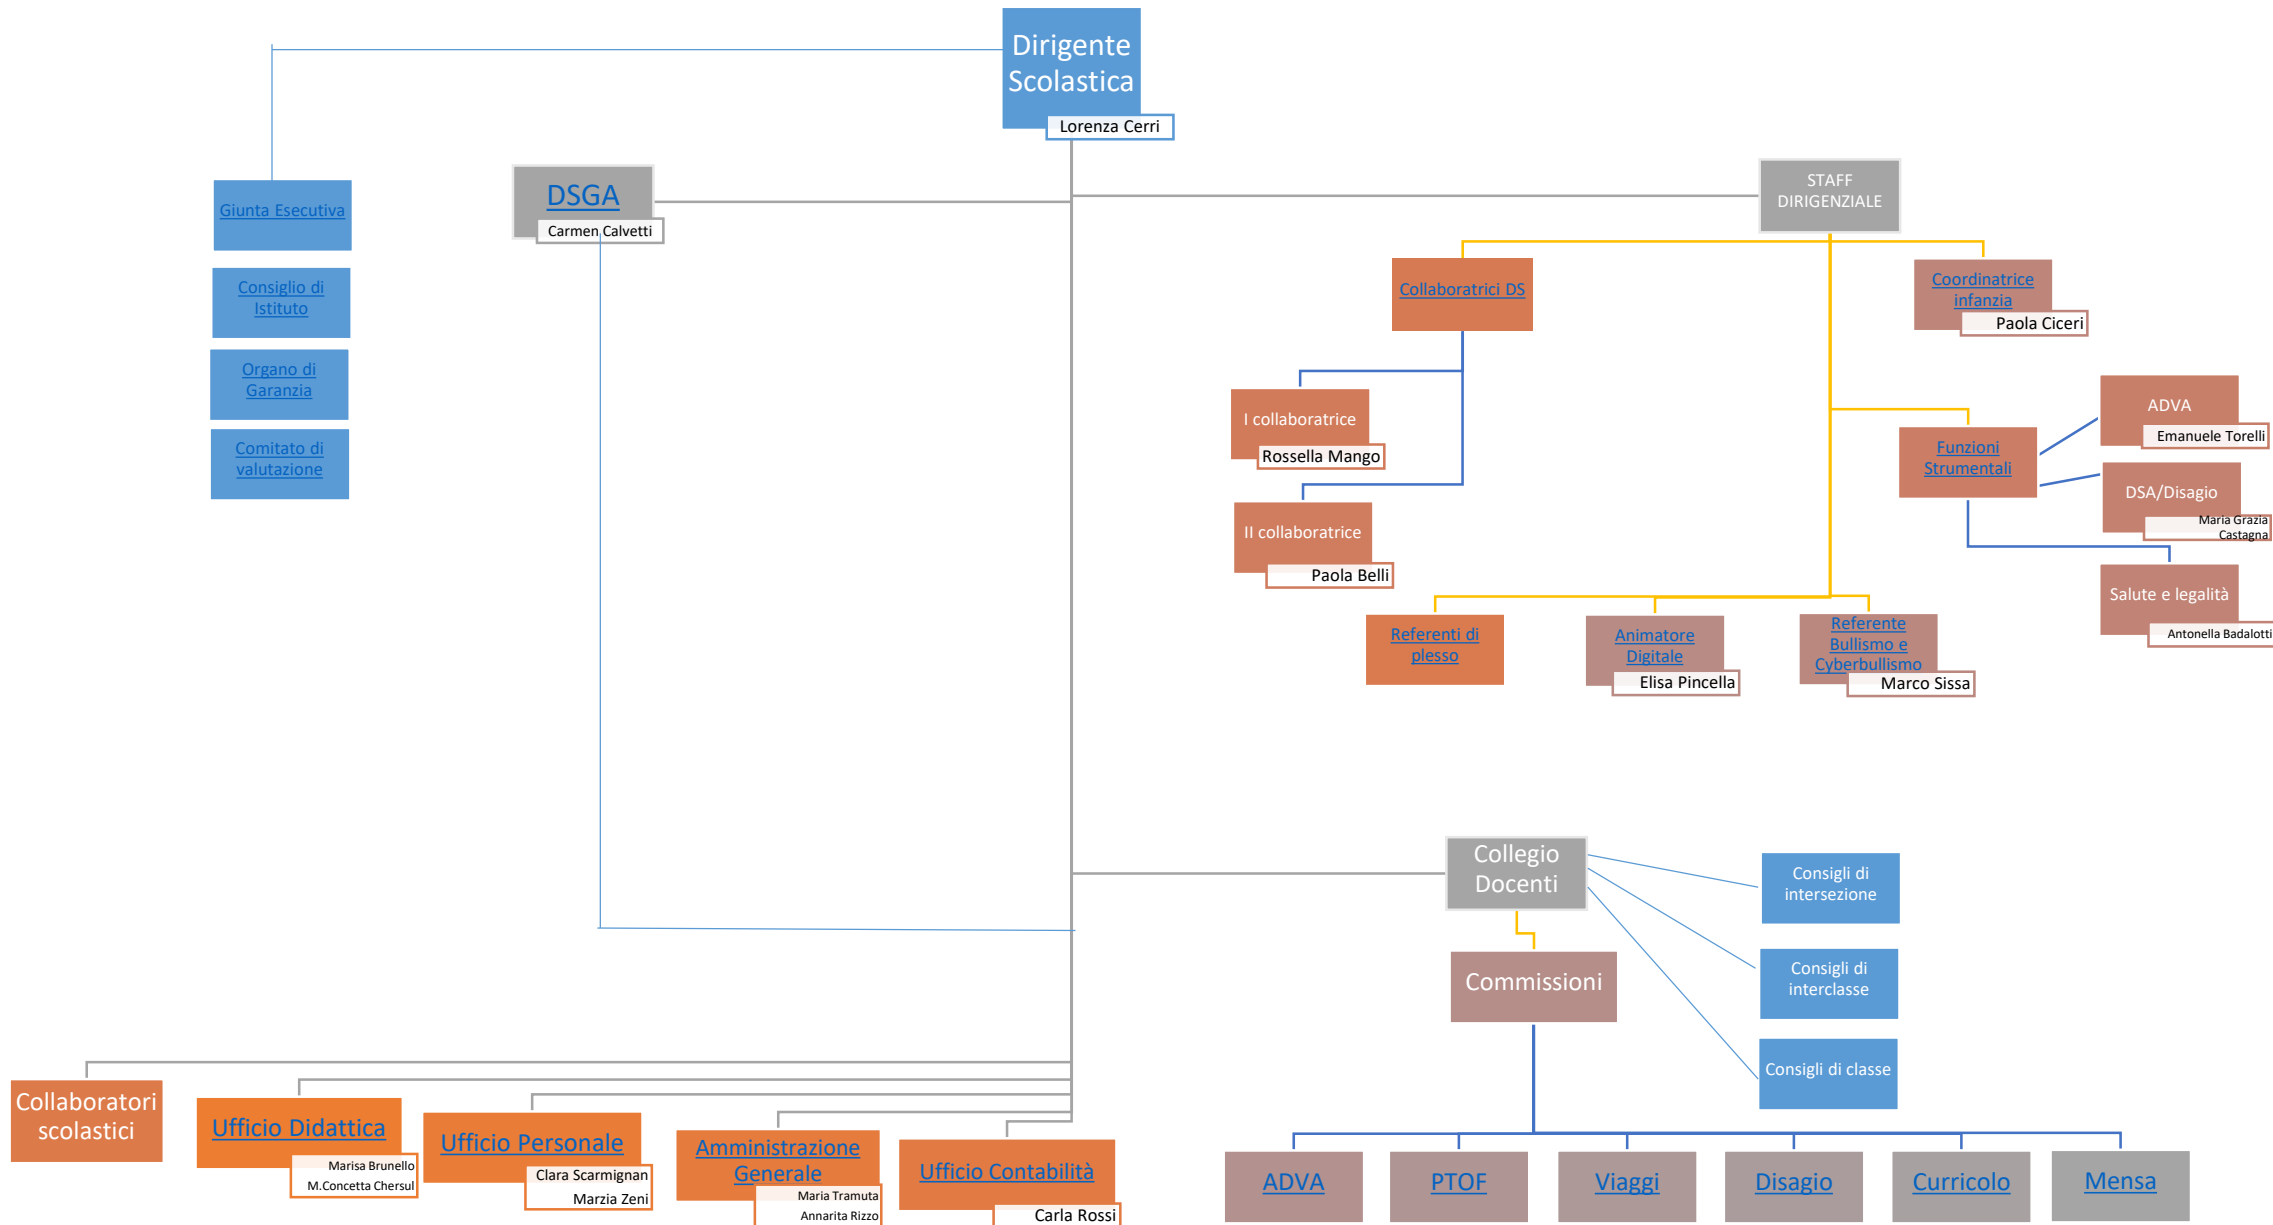 Dirigente
Scolastica
Lorenza Cerri
Giunta Esecutiva
Consiglio di
Istituto
Organo di
Garanzia
Comitato di
valutazione
DSGA
Carmen Calvetti
STAFF
DIRIGENZIALE
Collaboratrici DS
Coordinatrice
infanzia
Paola Ciceri
I collaboratrice
Rossella Mango
II collaboratrice
Paola Belli
Funzioni
Strumentali
ADVA
Emanuele Torelli
DSA/Disagio
Maria Grazia
Castagna
Salute e legalità
Antonella Badalotti
Referenti di
plesso
Animatore
Digitale
Elisa Pincella
Referente
Bullismo e
Cyberbullismo
Marco Sissa
Collegio
Docenti
Consigli di
intersezione
Consigli di
interclasse
Consigli di classe
Commissioni
Collaboratori
scolastici
Ufficio Didattica
Marisa Brunello
M.Concetta Chersul
Ufficio Personale
Clara Scarmignan
Marzia Zeni
Amministrazione
Generale
Maria Tramuta
Annarita Rizzo
Ufficio Contabilità
Carla Rossi
ADVA
PTOF
Viaggi
Disagio
Curricolo
Mensa